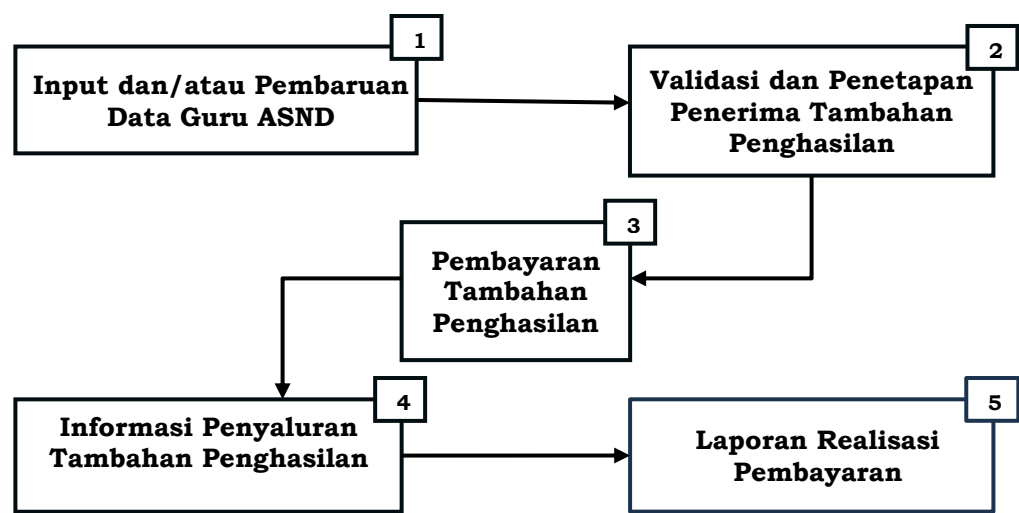 1
Input dan/atau Pembaruan
Data Guru ASND
2
Validasi dan Penetapan
Penerima Tambahan
Penghasilan
3
Pembayaran
Tambahan
Penghasilan
4
Informasi Penyaluran
Tambahan Penghasilan
5
Laporan Realisasi
Pembayaran